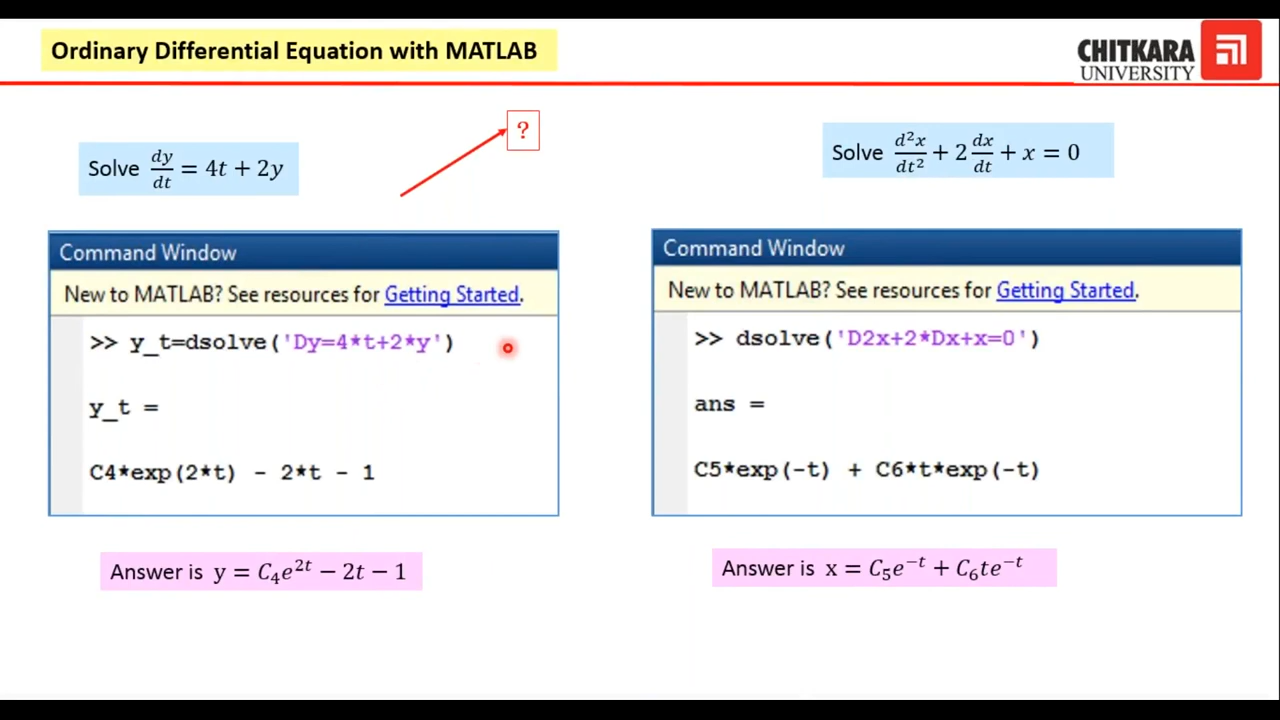 Ordinary Differential Equation with MATLAB
CHITKARA
UNIVERSITY
?
Solve dy/dt = 4t + 2y
Command Window
New to MATLAB? See resources for Getting Started.
>> y_t=dsolve('Dy=4*t+2*y')
y_t =
C4*exp(2*t) - 2*t - 1
Answer is y = C₄e²ᵗ − 2t − 1
Solve d²x/dt² + 2 dx/dt + x = 0
Command Window
New to MATLAB? See resources for Getting Started.
>> dsolve('D2x+2*Dx+x=0')
ans =
C5*exp(-t) + C6*t*exp(-t)
Answer is x = C₅e⁻ᵗ + C₆te⁻ᵗ